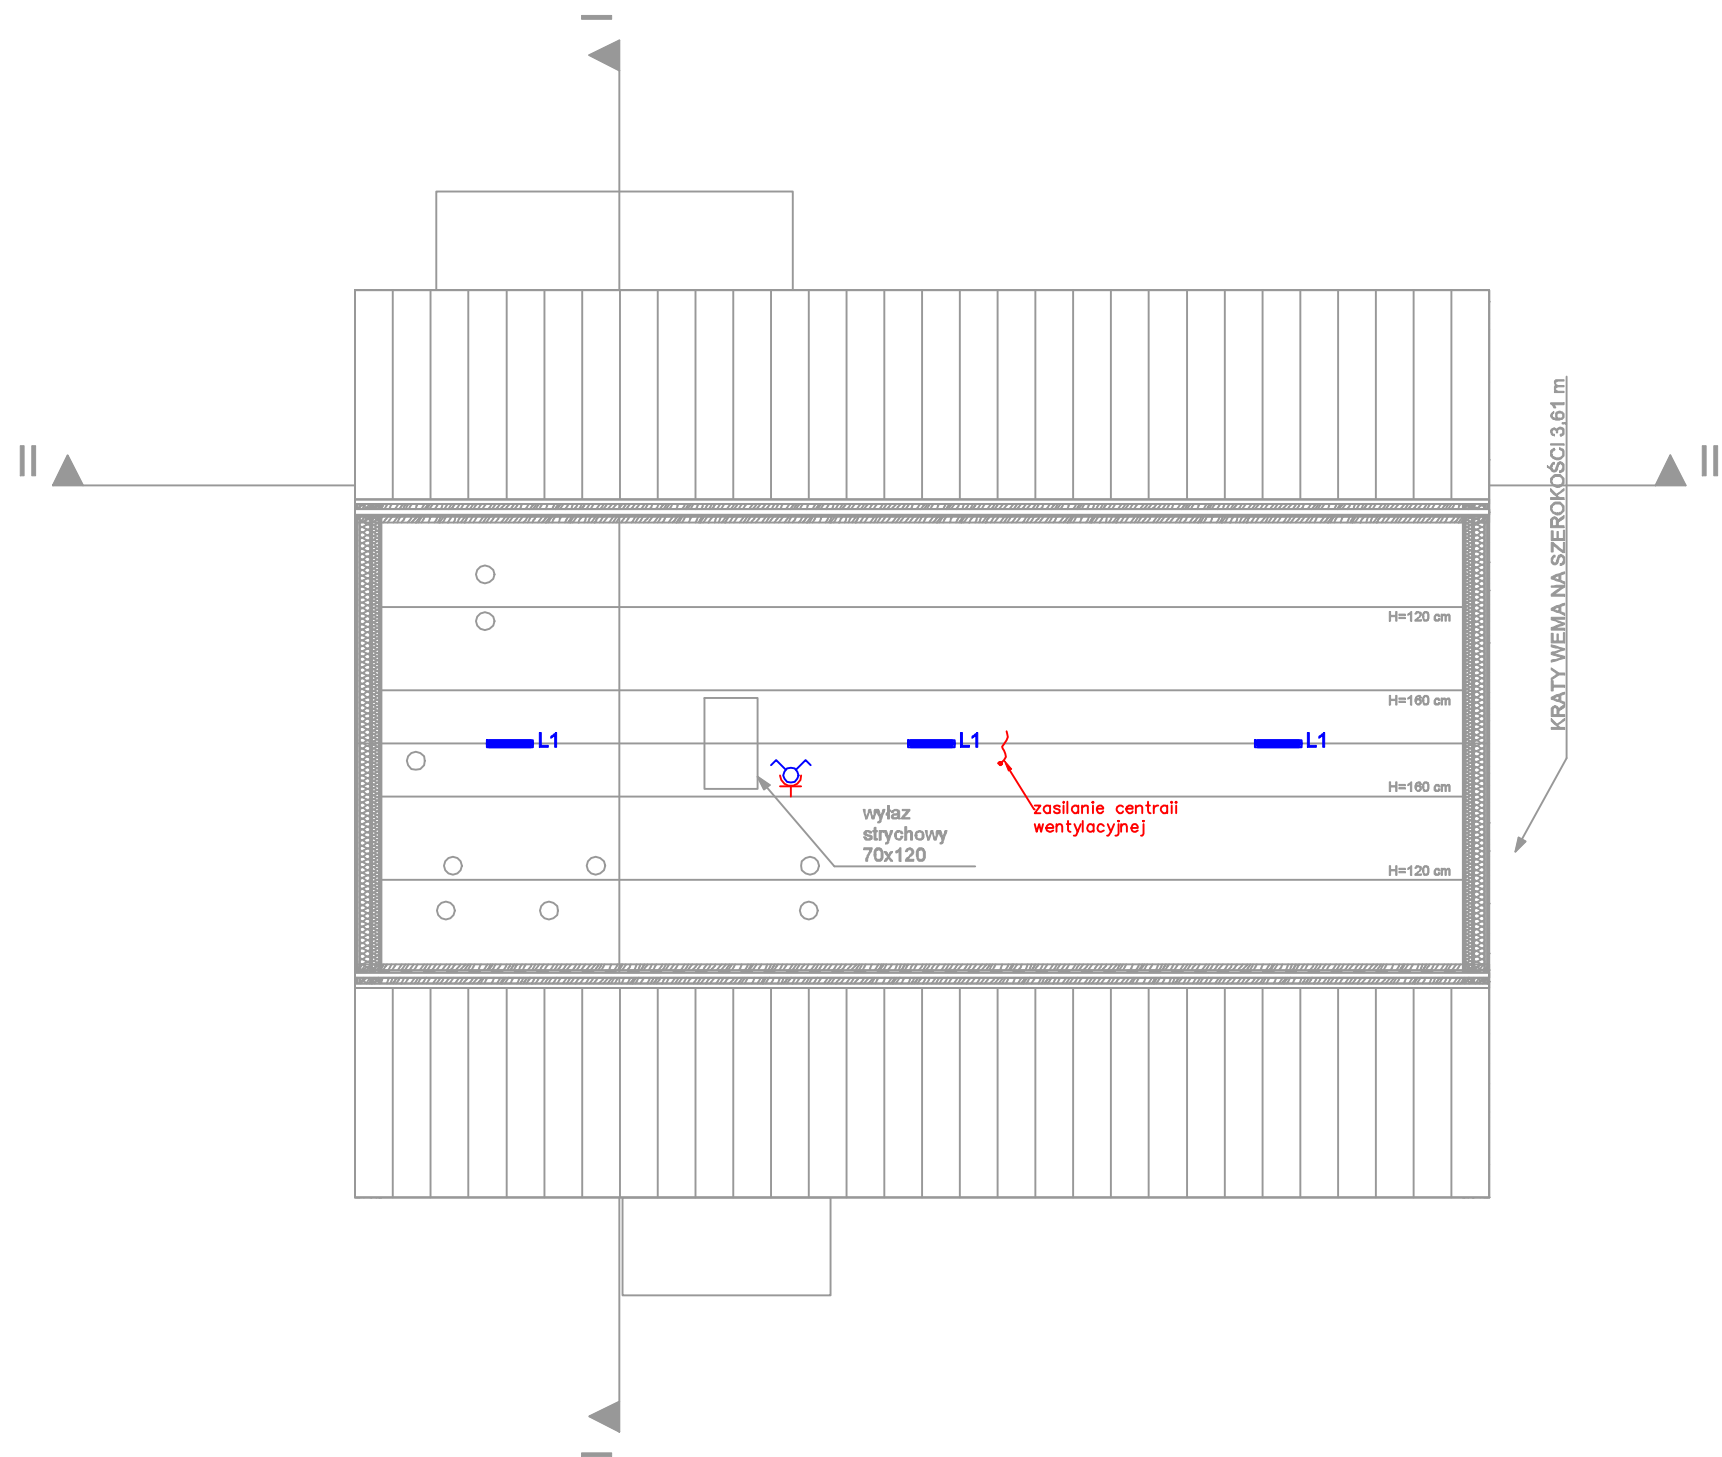 I
II
II
KRATY WEMA NA SZEROKOŚCI 3,61 m
H=120 cm
H=160 cm
L1
L1
L1
H=160 cm
zasilanie centralii
wentylacyjnej
wyłaz
strychowy
70x120
H=120 cm
I